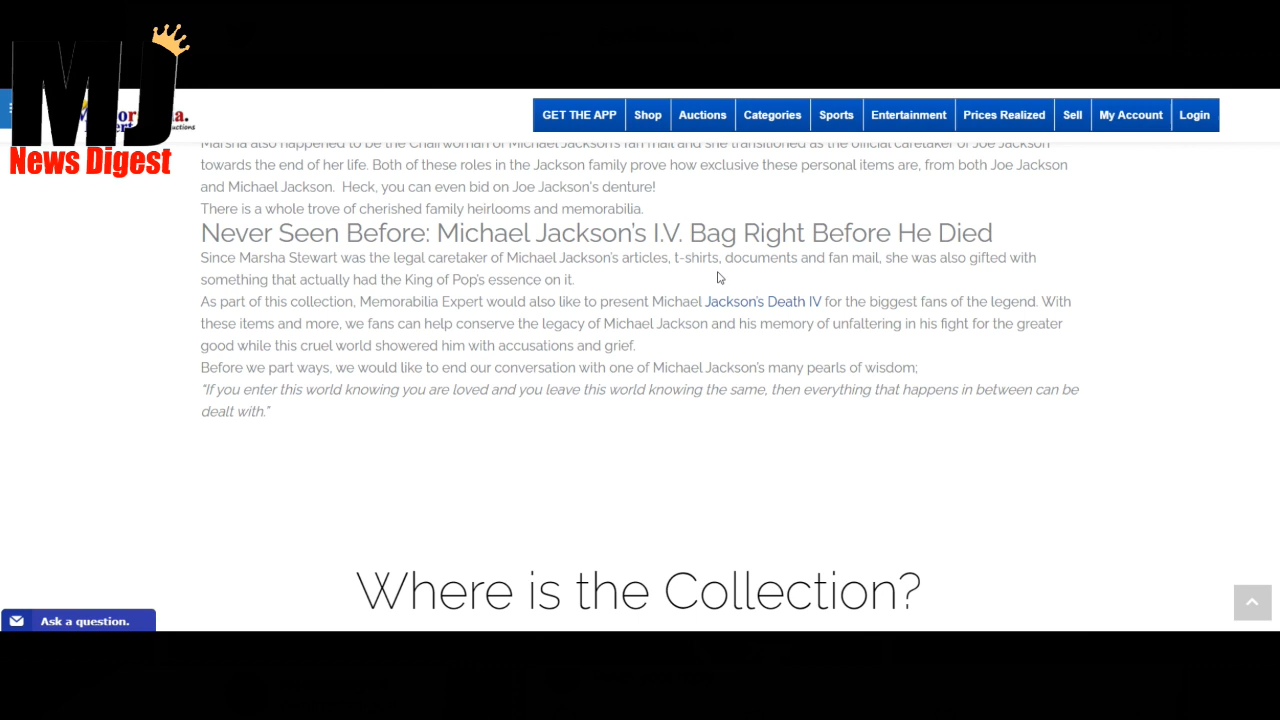 MJ
News Digest
GET THE APP Shop Auctions Categories Sports Entertainment Prices Realized Sell My Account Login
Marsha also happened to be the Chairwoman of Michael Jackson's fan mail and she transitioned as the official caretaker of Joe Jackson
towards the end of her life. Both of these roles in the Jackson family prove how exclusive these personal items are, from both Joe Jackson
and Michael Jackson. Heck, you can even bid on Joe Jackson's denture!
There is a whole trove of cherished family heirlooms and memorabilia.
Never Seen Before: Michael Jackson's I.V. Bag Right Before He Died
Since Marsha Stewart was the legal caretaker of Michael Jackson's articles, t-shirts, documents and fan mail, she was also gifted with
something that actually had the King of Pop's essence on it.
As part of this collection, Memorabilia Expert would also like to present Michael Jackson's Death IV for the biggest fans of the legend. With
these items and more, we fans can help conserve the legacy of Michael Jackson and his memory of unfaltering in his fight for the greater
good while this cruel world showered him with accusations and grief.
Before we part ways, we would like to end our conversation with one of Michael Jackson's many pearls of wisdom;
"If you enter this world knowing you are loved and you leave this world knowing the same, then everything that happens in between can be
dealt with."
Where is the Collection?
Ask a question.